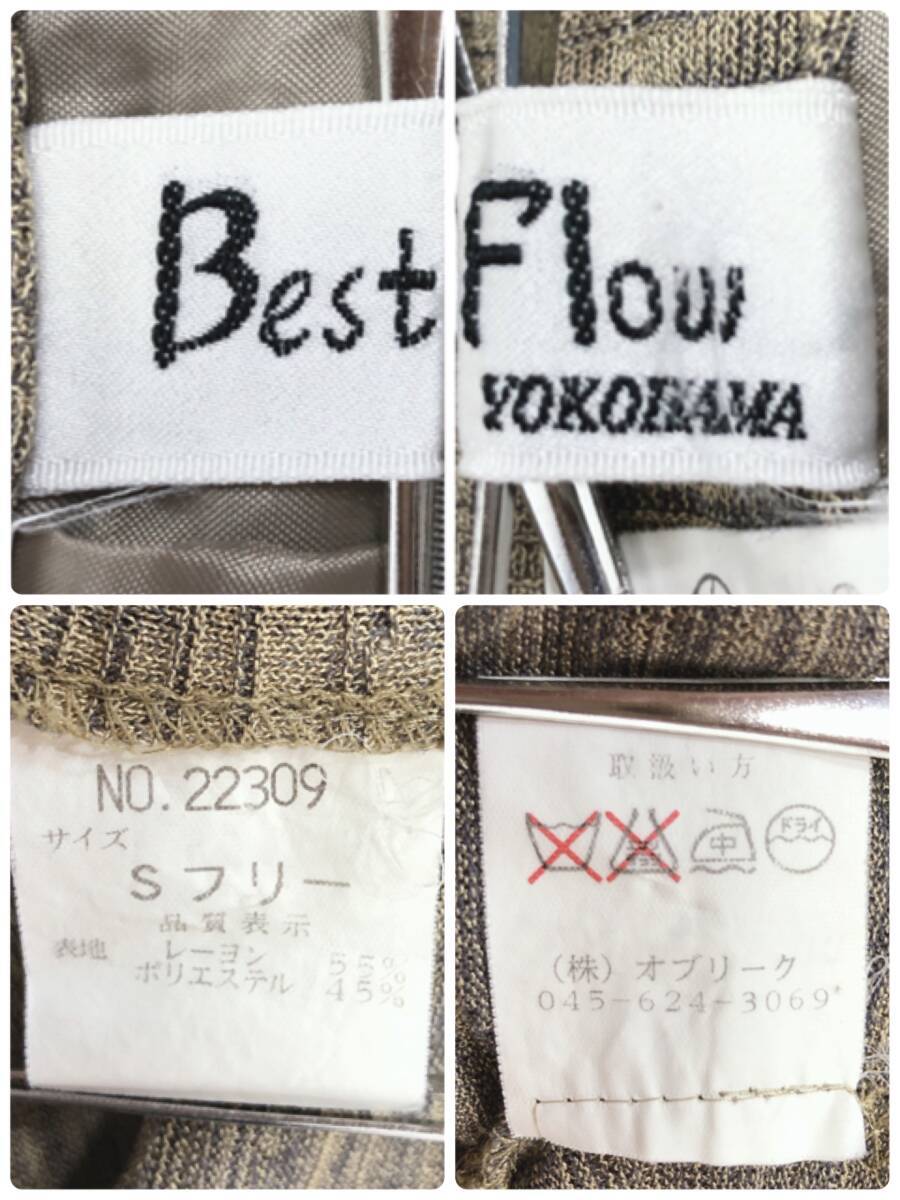 Best Flow
YOKOHAMA
NO.22309
サイズ
Sフリー
品質表示
表地 レーヨン 55%
ポリエステル 45%
取扱い方
中 ドライ
(株)オブリーク
045-624-3069